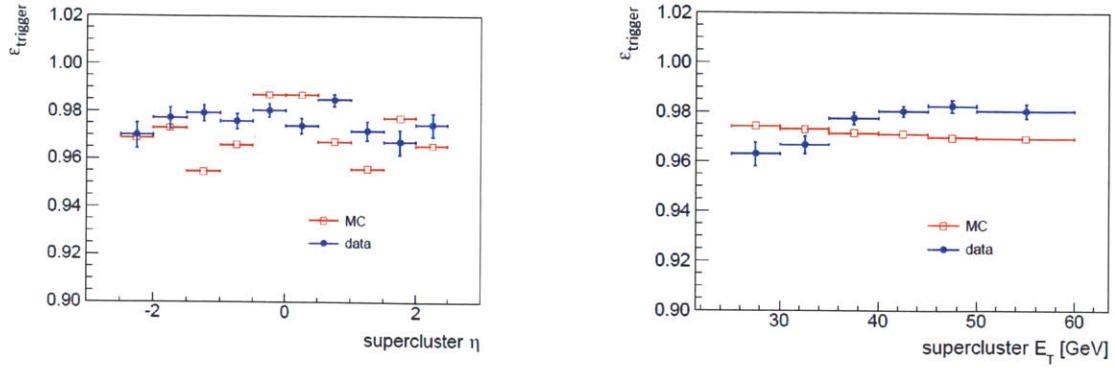 ε_trigger
1.02
1.00
0.98
0.96
0.94
0.92
0.90
MC
data
-2
0
2
supercluster η
ε_trigger
1.02
1.00
0.98
0.96
0.94
0.92
0.90
MC
data
30
40
50
60
supercluster E_T [GeV]